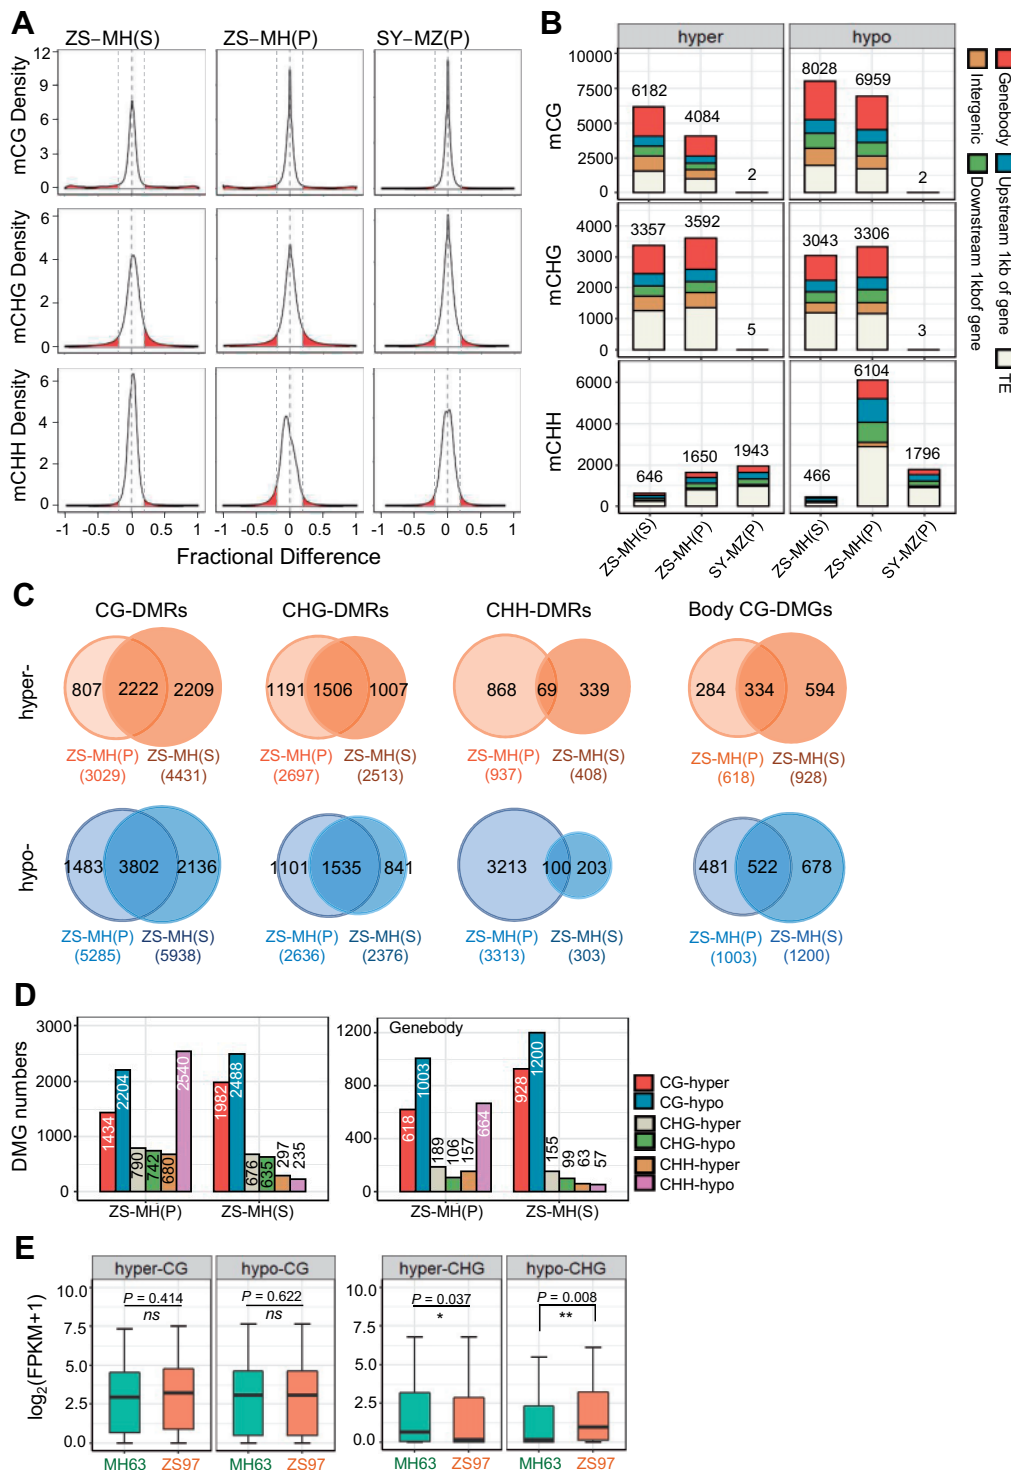 A
ZS–MH(S)
ZS–MH(P)
SY–MZ(P)
mCG Density
12
9
6
3
0
mCHG Density
6
4
2
0
mCHH Density
6
4
2
0
-1 -0.5 0 0.5 1
-1 -0.5 0 0.5 1
-1 -0.5 0 0.5 1
Fractional Difference
B
hyper
hypo
mCG
10000
7500
5000
2500
0
6182
4084
2
8028
6959
2
mCHG
4000
3000
2000
1000
0
3357
3592
5
3043
3306
3
mCHH
6000
4000
2000
0
646
1650
1943
466
6104
1796
ZS-MH(S)
ZS-MH(P)
SY-MZ(P)
ZS-MH(S)
ZS-MH(P)
SY-MZ(P)
Genebody
Upstream 1kb of gene
TE
Intergenic
Downstream 1kbof gene
C
CG-DMRs
CHG-DMRs
CHH-DMRs
Body CG-DMGs
hyper-
807 2222 2209
1191 1506 1007
868 69 339
284 334 594
ZS-MH(P) ZS-MH(S)
(3029) (4431)
ZS-MH(P) ZS-MH(S)
(2697) (2513)
ZS-MH(P) ZS-MH(S)
(937) (408)
ZS-MH(P) ZS-MH(S)
(618) (928)
hypo-
1483 3802 2136
1101 1535 841
3213 100 203
481 522 678
ZS-MH(P) ZS-MH(S)
(5285) (5938)
ZS-MH(P) ZS-MH(S)
(2636) (2376)
ZS-MH(P) ZS-MH(S)
(3313) (303)
ZS-MH(P) ZS-MH(S)
(1003) (1200)
D
DMG numbers
3000
2000
1000
0
1434
2204
790
742
680
2540
1982
2488
676
635
297
235
ZS-MH(P)
ZS-MH(S)
Genebody
1200
800
400
0
618
1003
189
106
157
664
928
1200
155
99
63
57
ZS-MH(P)
ZS-MH(S)
CG-hyper
CG-hypo
CHG-hyper
CHG-hypo
CHH-hyper
CHH-hypo
E
log2(FPKM+1)
hyper-CG
hypo-CG
10.0
7.5
5.0
2.5
0.0
P = 0.414
ns
P = 0.622
ns
MH63 ZS97
MH63 ZS97
hyper-CHG
hypo-CHG
10.0
7.5
5.0
2.5
0.0
P = 0.037
*
P = 0.008
**
MH63 ZS97
MH63 ZS97